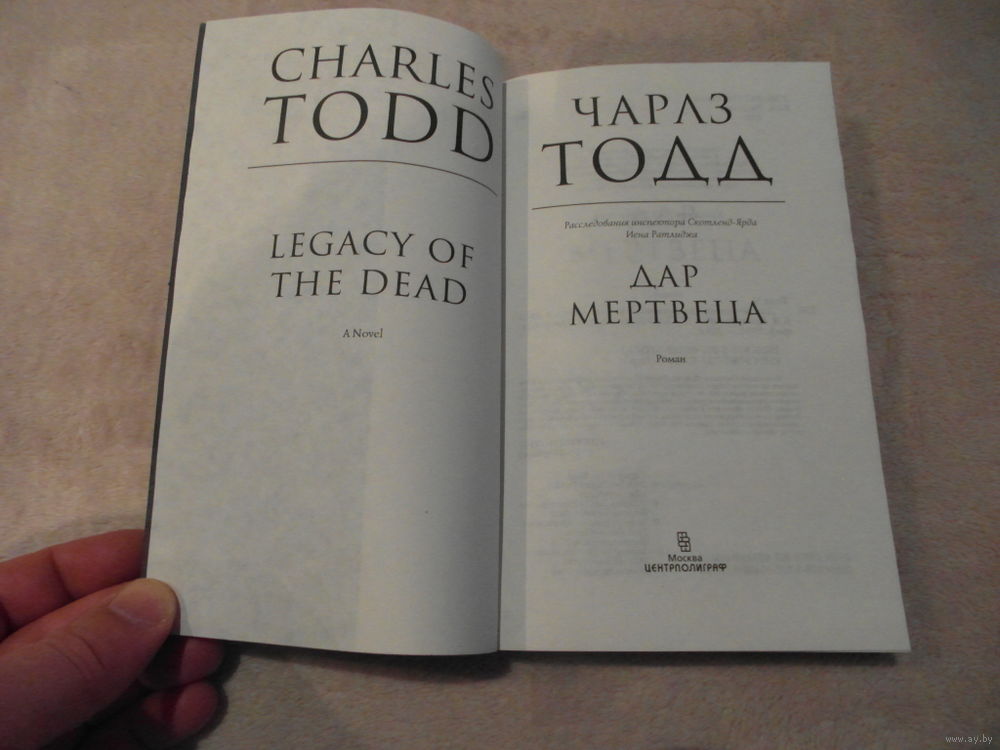 CHARLES
TODD
LEGACY OF
THE DEAD
A Novel
ЧАРЛЗ
ТОДД
Расследования инспектора Скотленд-Ярда
Иена Ратлиджа
ДАР
МЕРТВЕЦА
Роман
Москва
ЦЕНТРПОЛИГРАФ
www.ay.by